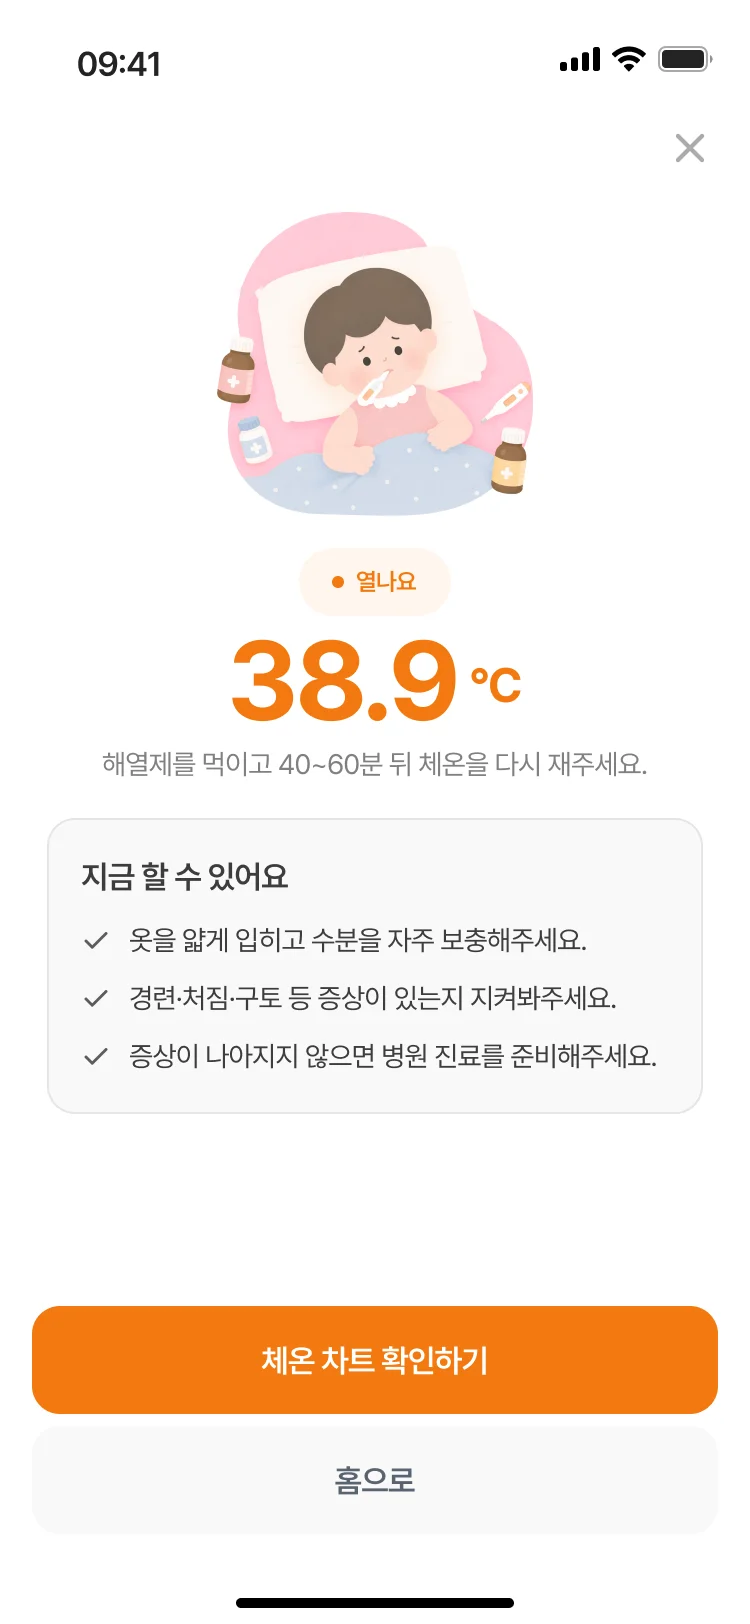 09:41
열나요
38.9 °C
해열제를 먹이고 40~60분 뒤 체온을 다시 재주세요.
지금 할 수 있어요
옷을 얇게 입히고 수분을 자주 보충해주세요.
경련·처짐·구토 등 증상이 있는지 지켜봐주세요.
증상이 나아지지 않으면 병원 진료를 준비해주세요.
체온 차트 확인하기
홈으로